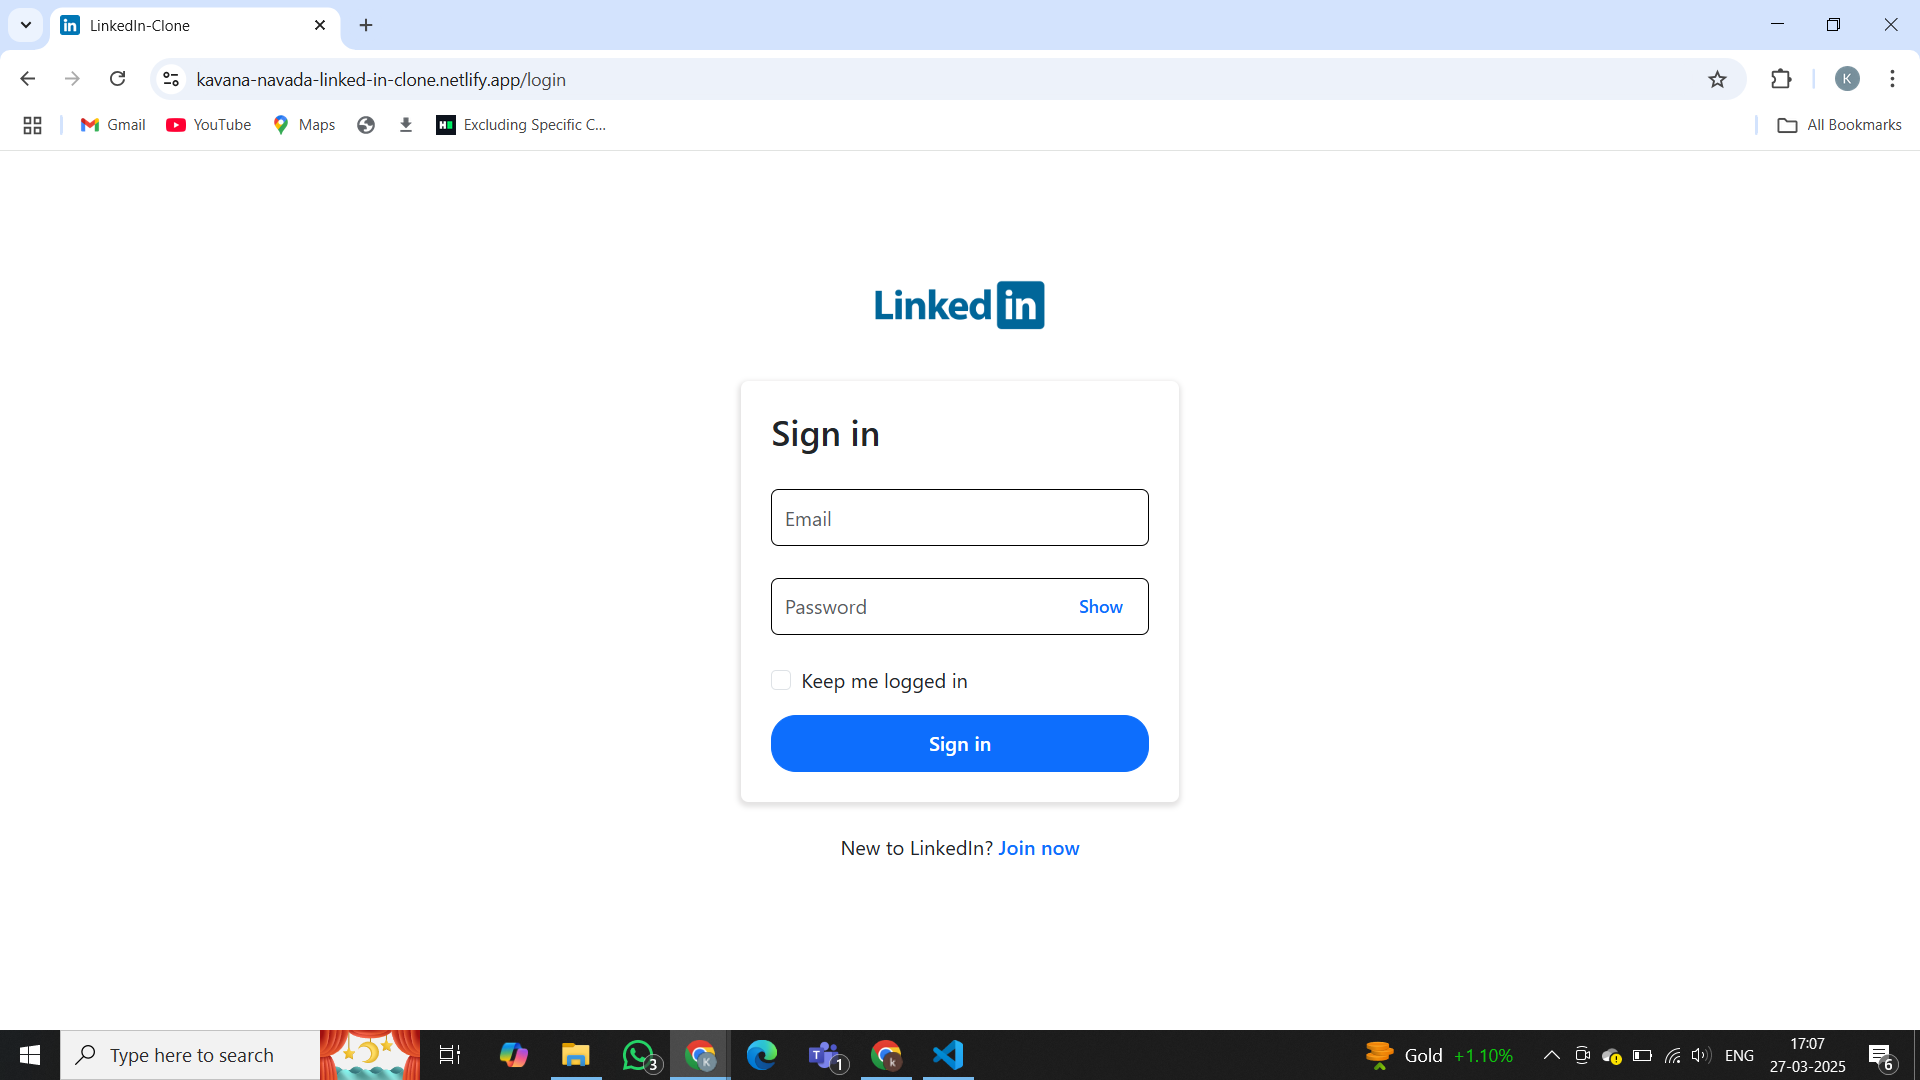 LinkedIn-Clone
kavana-navada-linked-in-clone.netlify.app/login
K
Gmail YouTube Maps Excluding Specific C... All Bookmarks
Linked in
Sign in
Email
Password Show
Keep me logged in
Sign in
New to LinkedIn? Join now
Type here to search 3 K 1 k Gold +1.10% ENG 17:07
27-03-2025 6